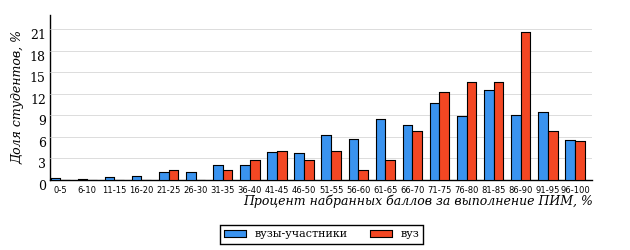 Доля студентов, %
21
18
15
12
9
6
3
0
0-5 6-10 11-15 16-20 21-25 26-30 31-35 36-40 41-45 46-50 51-55 56-60 61-65 66-70 71-75 76-80 81-85 86-90 91-95 96-100
Процент набранных баллов за выполнение ПИМ, %
вузы-участники вуз